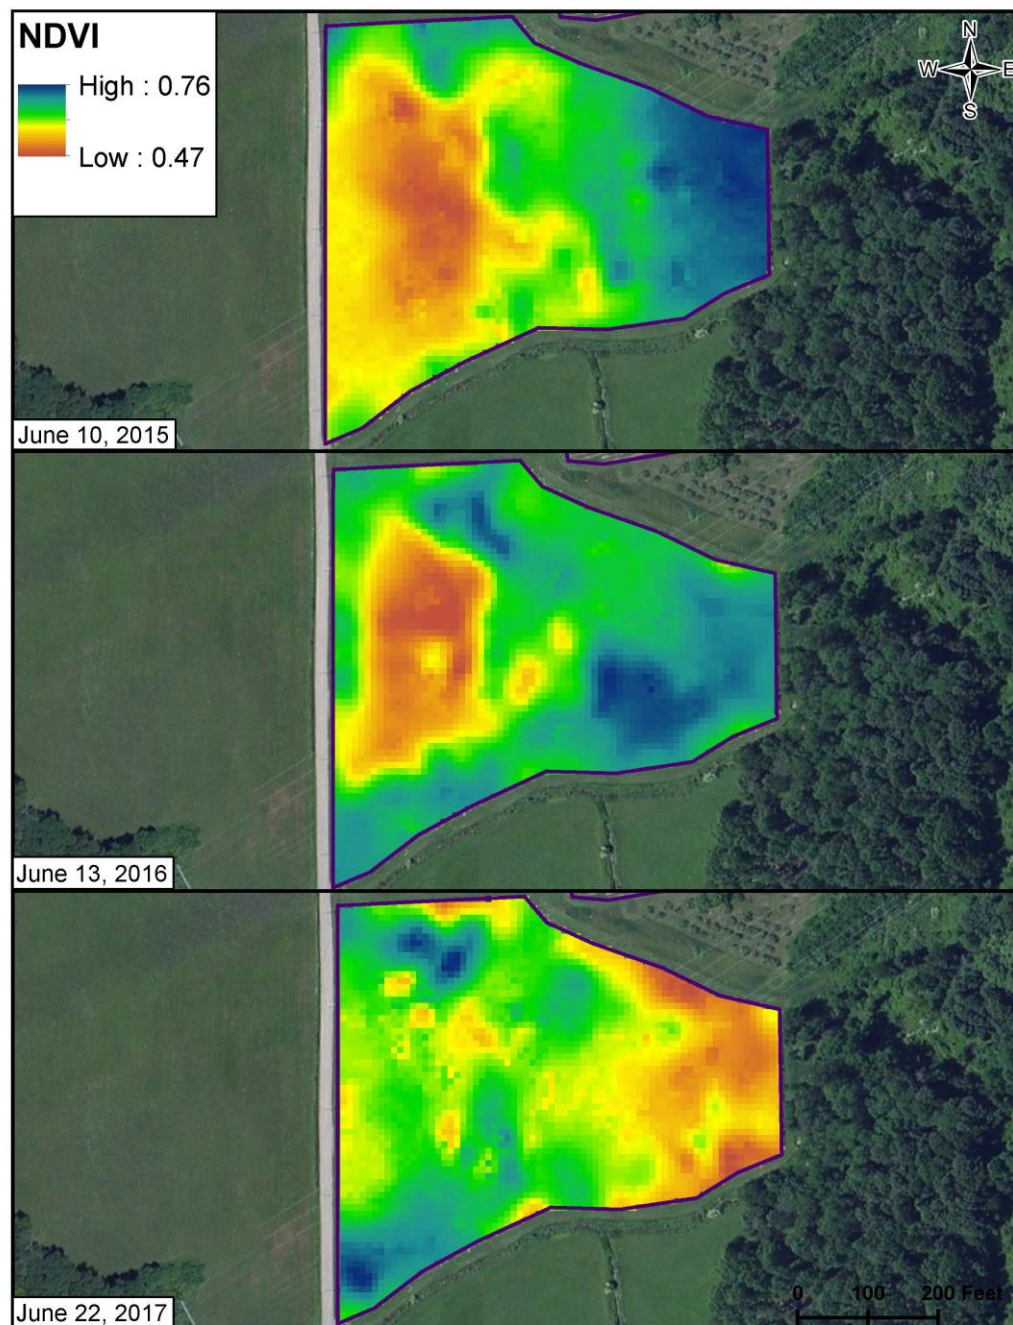 NDVI
High : 0.76
Low : 0.47
N
W E
S
June 10, 2015
June 13, 2016
June 22, 2017
0 100 200 Feet